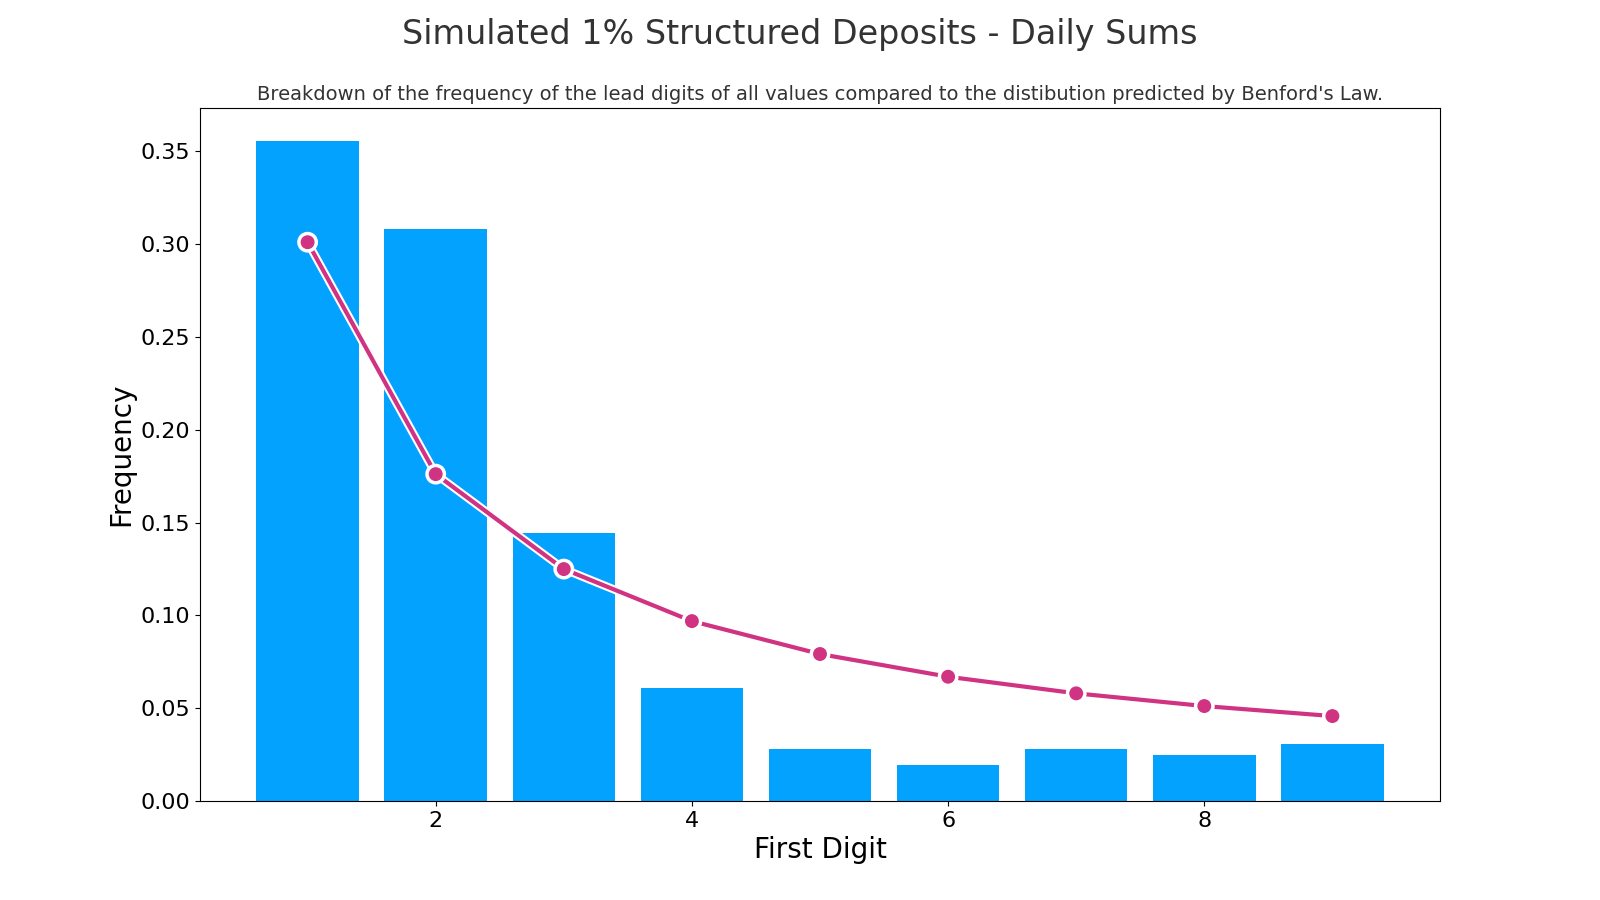 Simulated 1% Structured Deposits - Daily Sums
Breakdown of the frequency of the lead digits of all values compared to the distibution predicted by Benford's Law.
0.35
0.30
0.25
0.20
0.15
0.10
0.05
0.00
Frequency
2 4 6 8
First Digit